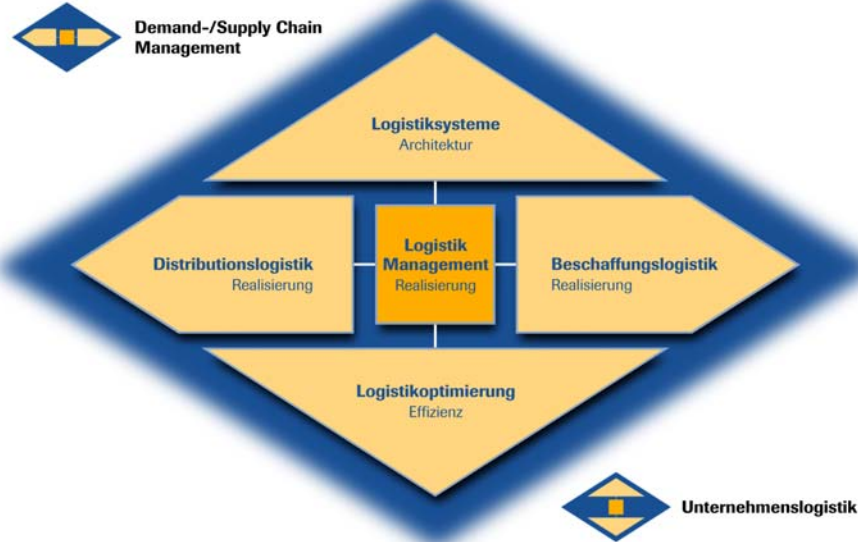 Demand-/Supply Chain
Management
Logistiksysteme
Architektur
Distributionslogistik
Realisierung
Logistik
Management
Realisierung
Beschaffungslogistik
Realisierung
Logistikoptimierung
Effizienz
Unternehmenslogistik